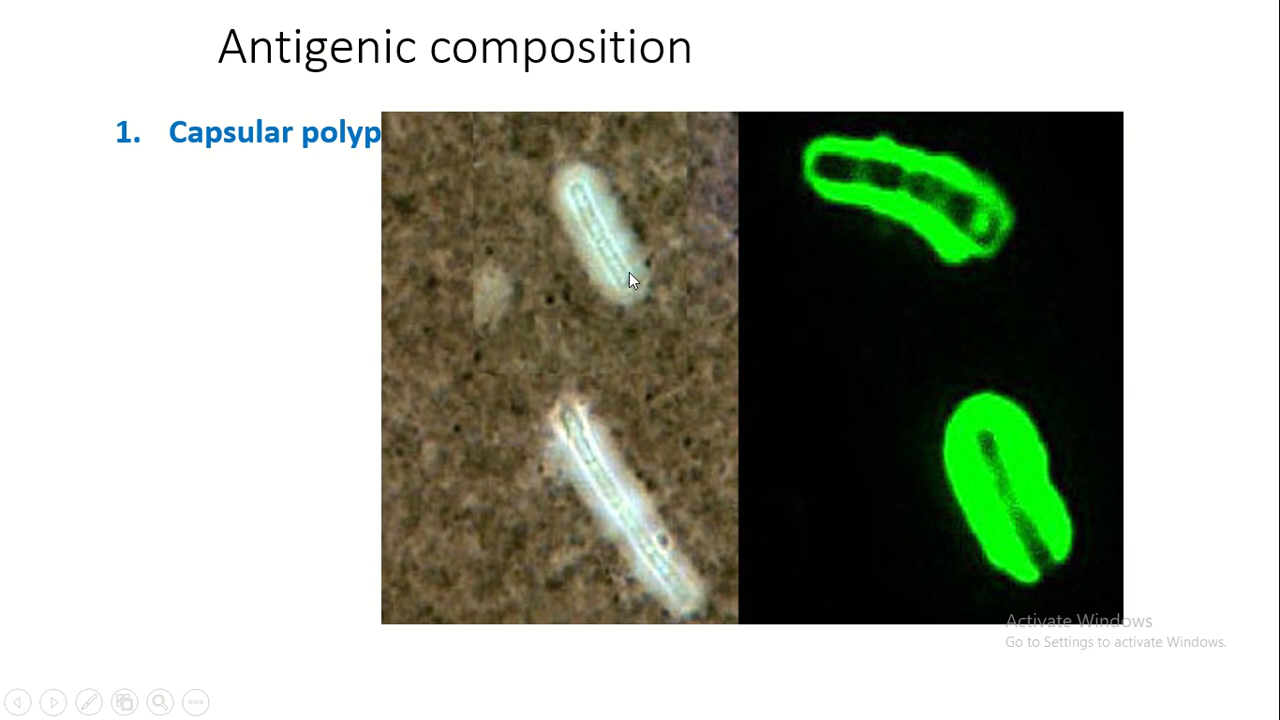 Antigenic composition
1. Capsular polyp
Activate Windows
Go to Settings to activate Windows.